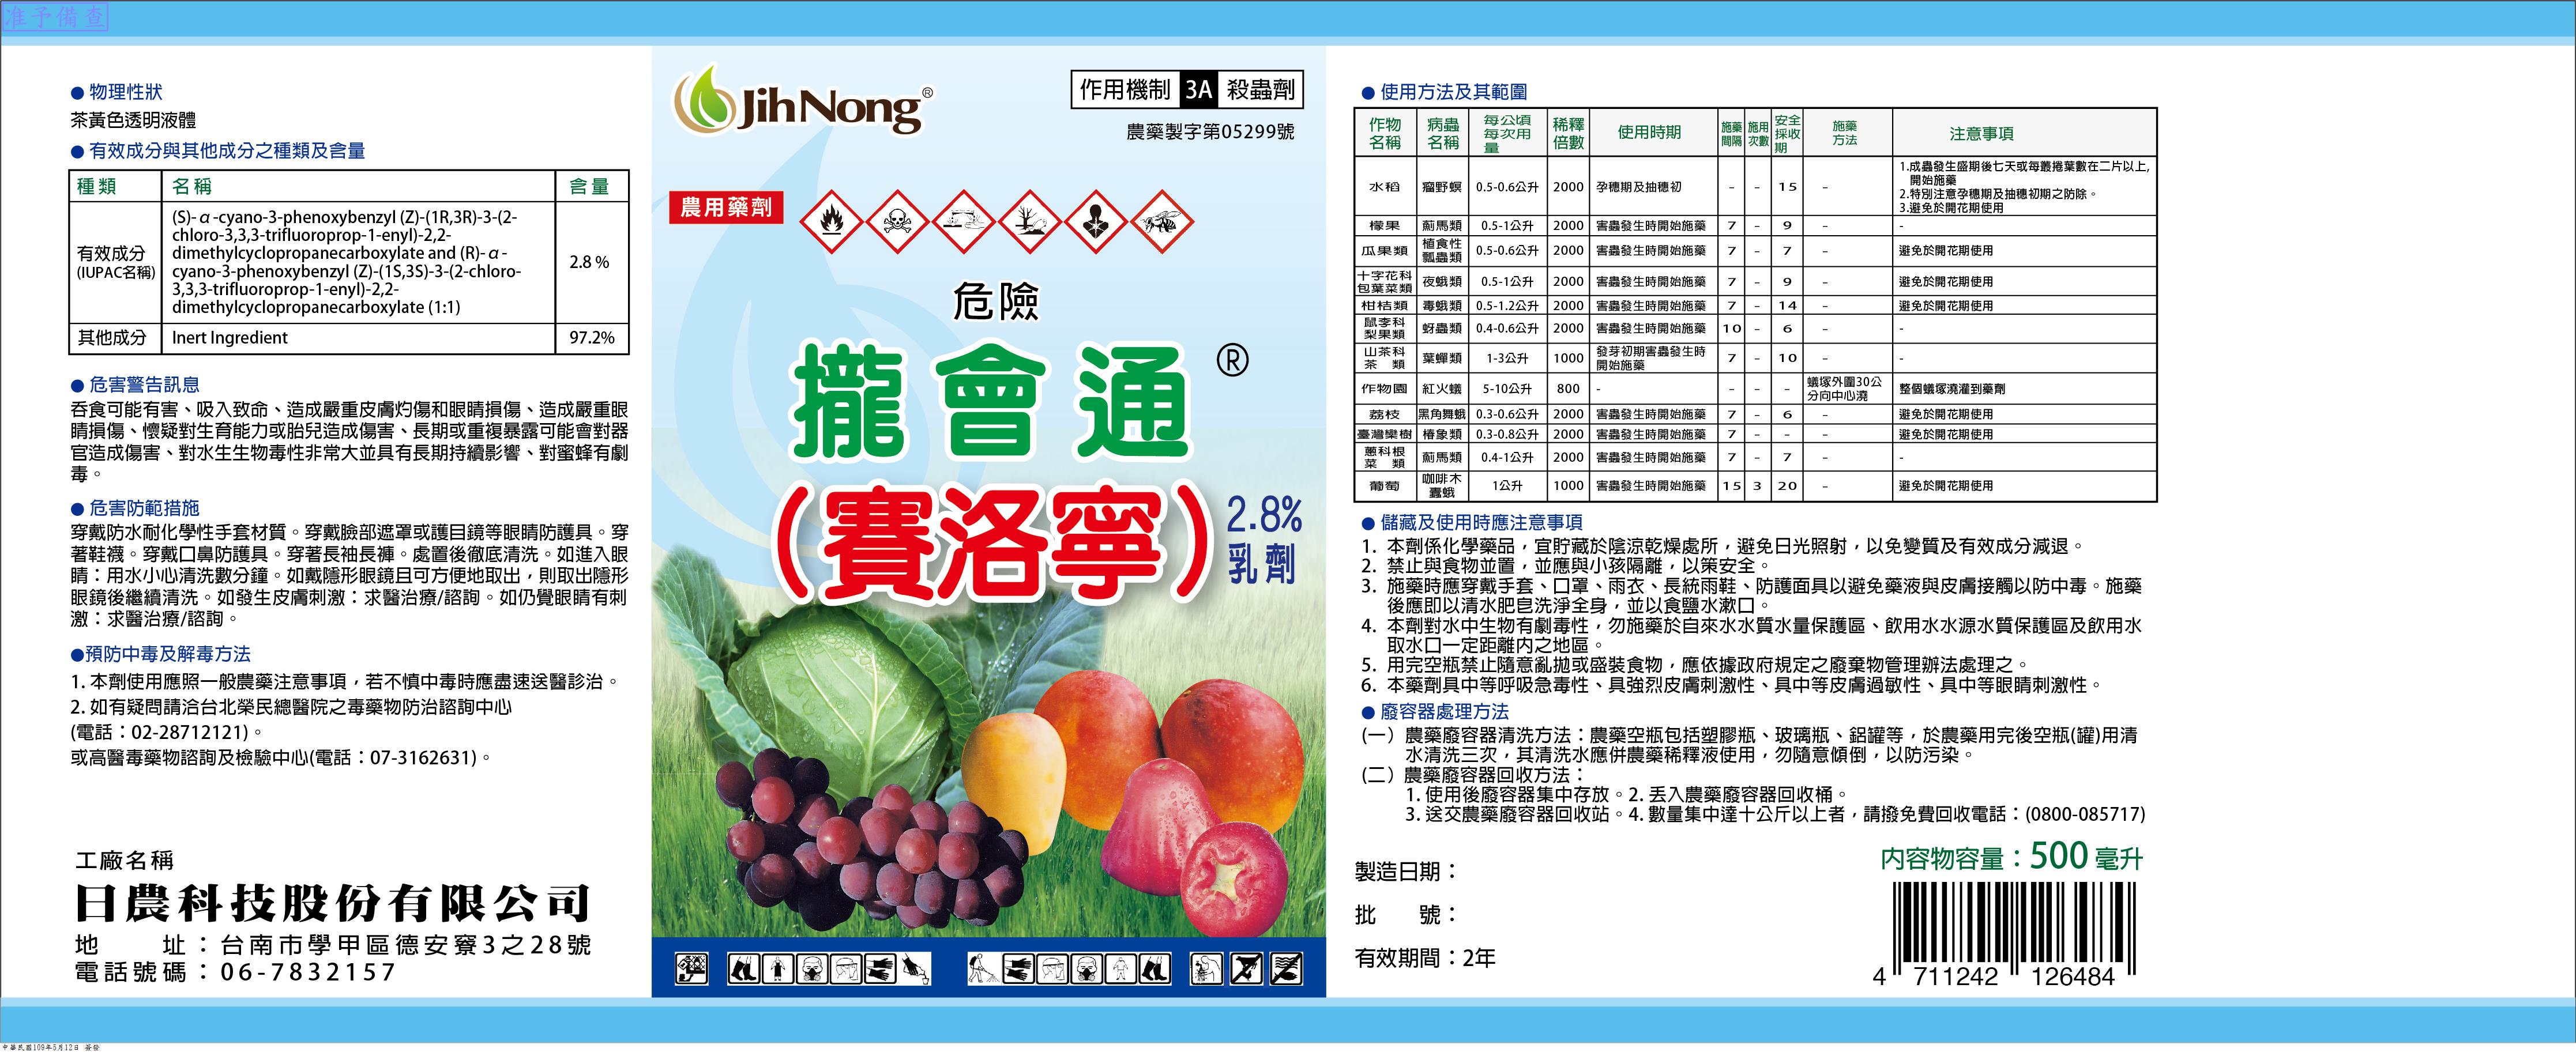 准予備查
● 物理性狀
茶黃色透明液體
● 有效成分與其他成分之種類及含量
種類 名稱 含量
有效成分
(IUPAC名稱)
(S)-α-cyano-3-phenoxybenzyl (Z)-(1R,3R)-3-(2-
chloro-3,3,3-trifluoroprop-1-enyl)-2,2-
dimethylcyclopropanecarboxylate and (R)-α-
cyano-3-phenoxybenzyl (Z)-(1S,3S)-3-(2-chloro-
3,3,3-trifluoroprop-1-enyl)-2,2-
dimethylcyclopropanecarboxylate (1:1)
2.8 %
其他成分 Inert Ingredient 97.2%
● 危害警告訊息
吞食可能有害、吸入致命、造成嚴重皮膚灼傷和眼睛損傷、造成嚴重眼
睛損傷、懷疑對生育能力或胎兒造成傷害、長期或重複暴露可能會對器
官造成傷害、對水生生物毒性非常大並具有長期持續影響、對蜜蜂有劇
毒。
● 危害防範措施
穿戴防水耐化學性手套材質。穿戴臉部遮罩或護目鏡等眼睛防護具。穿
著鞋襪。穿戴口鼻防護具。穿著長袖長褲。處置後徹底清洗。如進入眼
睛：用水小心清洗數分鐘。如戴隱形眼鏡且可方便地取出，則取出隱形
眼鏡後繼續清洗。如發生皮膚刺激：求醫治療/諮詢。如仍覺眼睛有刺
激：求醫治療/諮詢。
●預防中毒及解毒方法
1. 本劑使用應照一般農藥注意事項，若不慎中毒時應盡速送醫診治。
2. 如有疑問請洽台北榮民總醫院之毒藥物防治諮詢中心
(電話：02-28712121)。
或高醫毒藥物諮詢及檢驗中心(電話：07-3162631)。
工廠名稱
日農科技股份有限公司
地　　址：台南市學甲區德安寮3之28號
電話號碼：06-7832157
JihNong®
作用機制 3A 殺蟲劑
農藥製字第05299號
農用藥劑
危險
攏會通®
(賽洛寧)
2.8%
乳劑
● 使用方法及其範圍
作物名稱 病蟲名稱 每公頃每次用量 稀釋倍數 使用時期 施藥間隔 施用次數 安全採收期 施藥方法 注意事項
水稻 瘤野螟 0.5-0.6公升 2000 孕穗期及抽穗初 - - 15 -
1.成蟲發生盛期後七天或每叢捲葉數在二片以上,
開始施藥
2.特別注意孕穗期及抽穗初期之防除。
3.避免於開花期使用
檬果 薊馬類 0.5-1公升 2000 害蟲發生時開始施藥 7 - 9 - -
瓜果類 植食性瓢蟲類 0.5-0.6公升 2000 害蟲發生時開始施藥 7 - 7 - 避免於開花期使用
十字花科包葉菜類 夜蛾類 0.5-1公升 2000 害蟲發生時開始施藥 7 - 9 - 避免於開花期使用
柑桔類 毒蛾類 0.5-1.2公升 2000 害蟲發生時開始施藥 7 - 14 - 避免於開花期使用
鼠李科梨果類 蚜蟲類 0.4-0.6公升 2000 害蟲發生時開始施藥 10 - 6 - -
山茶科茶　類 葉蟬類 1-3公升 1000 發芽初期害蟲發生時開始施藥 7 - 10 - -
作物園 紅火蟻 5-10公升 800 - - - - 蟻塚外圍30公分向中心澆 整個蟻塚澆灌到藥劑
荔枝 黑角舞蛾 0.3-0.6公升 2000 害蟲發生時開始施藥 7 - 6 - 避免於開花期使用
臺灣欒樹 椿象類 0.3-0.8公升 2000 害蟲發生時開始施藥 7 - - - 避免於開花期使用
蔥科根菜　類 薊馬類 0.4-1公升 2000 害蟲發生時開始施藥 7 - 7 - -
葡萄 咖啡木蠹蛾 1公升 1000 害蟲發生時開始施藥 15 3 20 - 避免於開花期使用
● 儲藏及使用時應注意事項
1. 本劑係化學藥品，宜貯藏於陰涼乾燥處所，避免日光照射，以免變質及有效成分減退。
2. 禁止與食物並置，並應與小孩隔離，以策安全。
3. 施藥時應穿戴手套、口罩、雨衣、長統雨鞋、防護面具以避免藥液與皮膚接觸以防中毒。施藥
後應即以清水肥皂洗淨全身，並以食鹽水漱口。
4. 本劑對水中生物有劇毒性，勿施藥於自來水水質水量保護區、飲用水水源水質保護區及飲用水
取水口一定距離內之地區。
5. 用完空瓶禁止隨意亂拋或盛裝食物，應依據政府規定之廢棄物管理辦法處理之。
6. 本藥劑具中等呼吸急毒性、具強烈皮膚刺激性、具中等皮膚過敏性、具中等眼睛刺激性。
● 廢容器處理方法
(一) 農藥廢容器清洗方法：農藥空瓶包括塑膠瓶、玻璃瓶、鋁罐等，於農藥用完後空瓶(罐)用清
水清洗三次，其清洗水應併農藥稀釋液使用，勿隨意傾倒，以防污染。
(二) 農藥廢容器回收方法：
1. 使用後廢容器集中存放。2. 丟入農藥廢容器回收桶。
3. 送交農藥廢容器回收站。4. 數量集中達十公斤以上者，請撥免費回收電話：(0800-085717)
內容物容量：500 毫升
製造日期：
批　　號：
有效期間：2年
4 711242 126484
中華民國109年5月12日 簽發